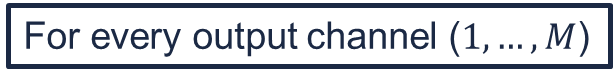 For every output channel (1, ... , M)